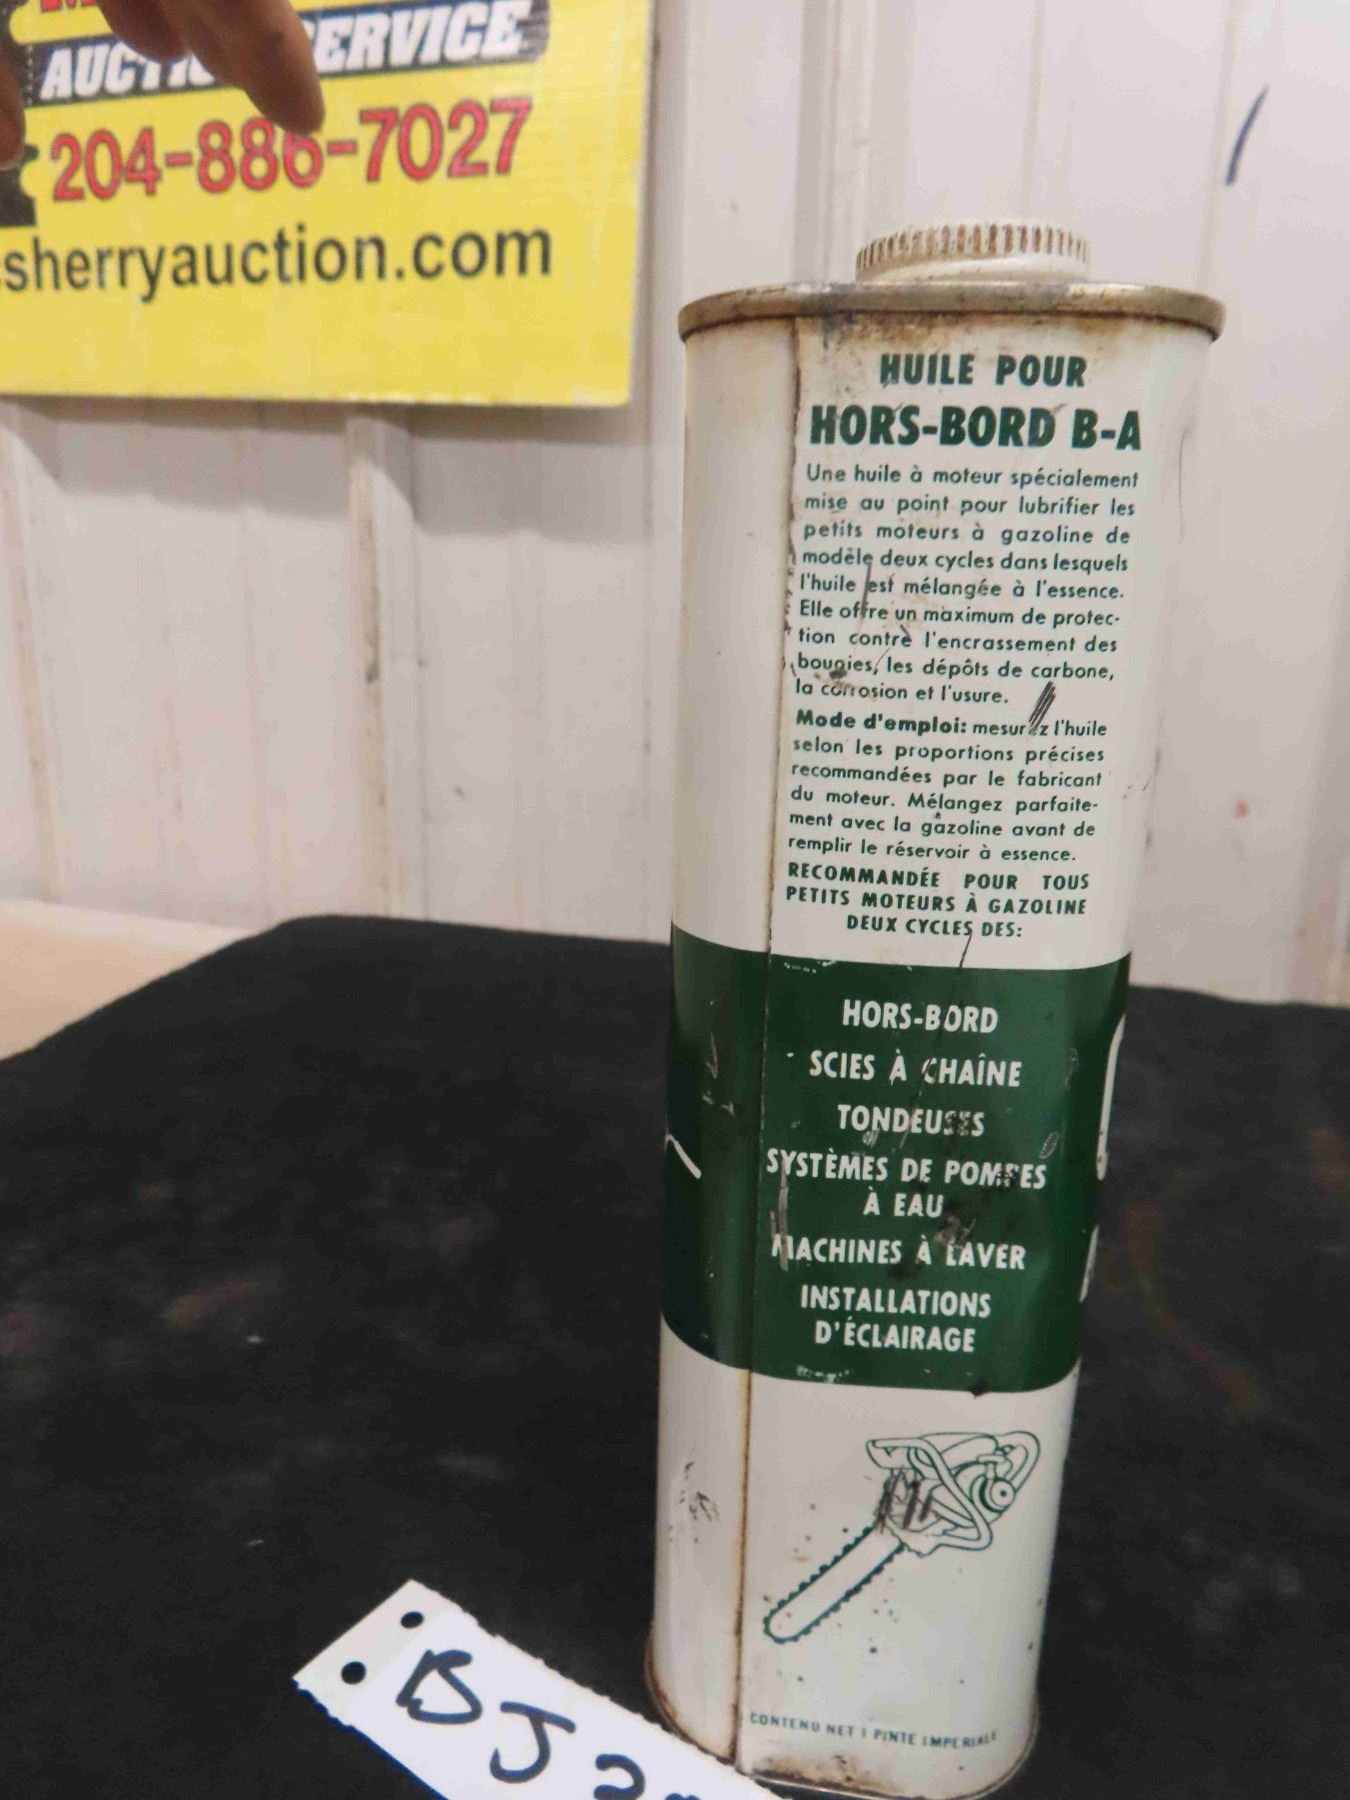 AUCTION SERVICE
204-886-7027
sherryauction.com
HUILE POUR
HORS-BORD B-A
Une huile à moteur spécialement
mise au point pour lubrifier les
petits moteurs à gazoline de
modèle deux cycles dans lesquels
l'huile est mélangée à l'essence.
Elle offre un maximum de protec-
tion contre l'encrassement des
bougies, les dépôts de carbone,
la corrosion et l'usure.
Mode d'emploi: mesurez l'huile
selon les proportions précises
recommandées par le fabricant
du moteur. Mélangez parfaite-
ment avec la gazoline avant de
remplir le réservoir à essence.
RECOMMANDÉE POUR TOUS
PETITS MOTEURS À GAZOLINE
DEUX CYCLES DES:
HORS-BORD
SCIES À CHAÎNE
TONDEUSES
SYSTÈMES DE POMPES
À EAU
MACHINES À LAVER
INSTALLATIONS
D'ÉCLAIRAGE
CONTENU NET 1 PINTE IMPERIALE
BJ